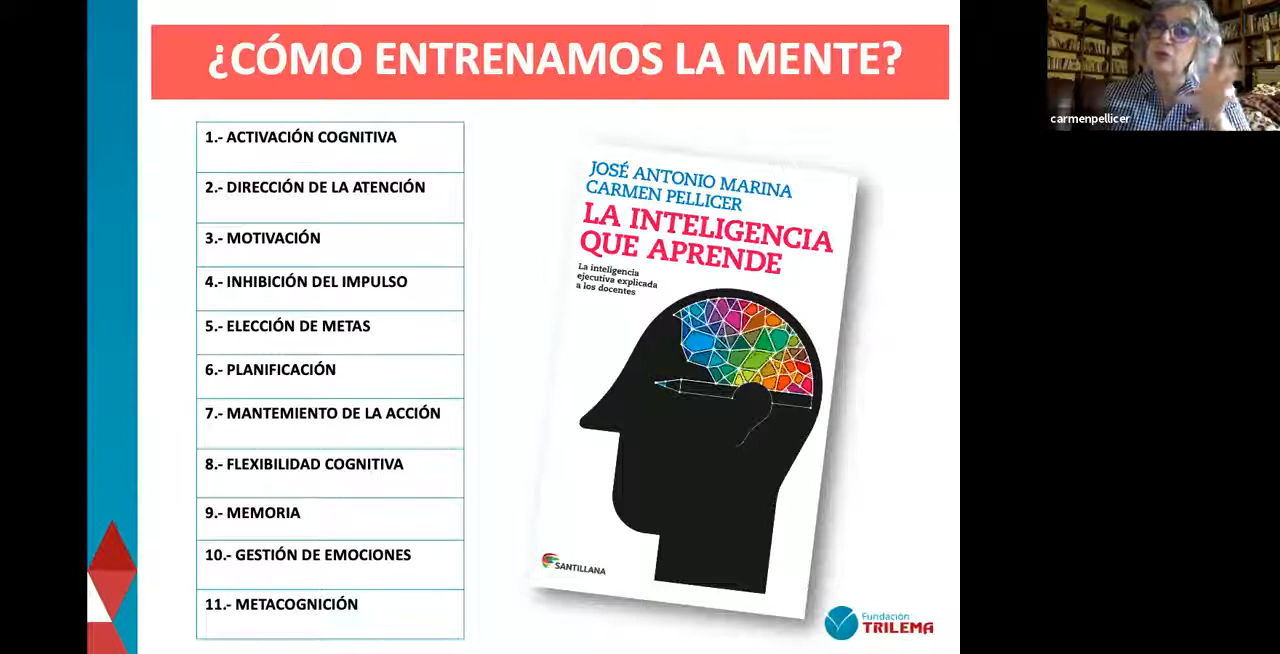 ¿CÓMO ENTRENAMOS LA MENTE?
1.- ACTIVACIÓN COGNITIVA
2.- DIRECCIÓN DE LA ATENCIÓN
3.- MOTIVACIÓN
4.- INHIBICIÓN DEL IMPULSO
5.- ELECCIÓN DE METAS
6.- PLANIFICACIÓN
7.- MANTEMIENTO DE LA ACCIÓN
8.- FLEXIBILIDAD COGNITIVA
9.- MEMORIA
10.- GESTIÓN DE EMOCIONES
11.- METACOGNICIÓN
JOSÉ ANTONIO MARINA
CARMEN PELLICER
LA INTELIGENCIA
QUE APRENDE
La inteligencia
ejecutiva explicada
a los docentes
SANTILLANA
Fundación
TRILEMA
carmenpellicer